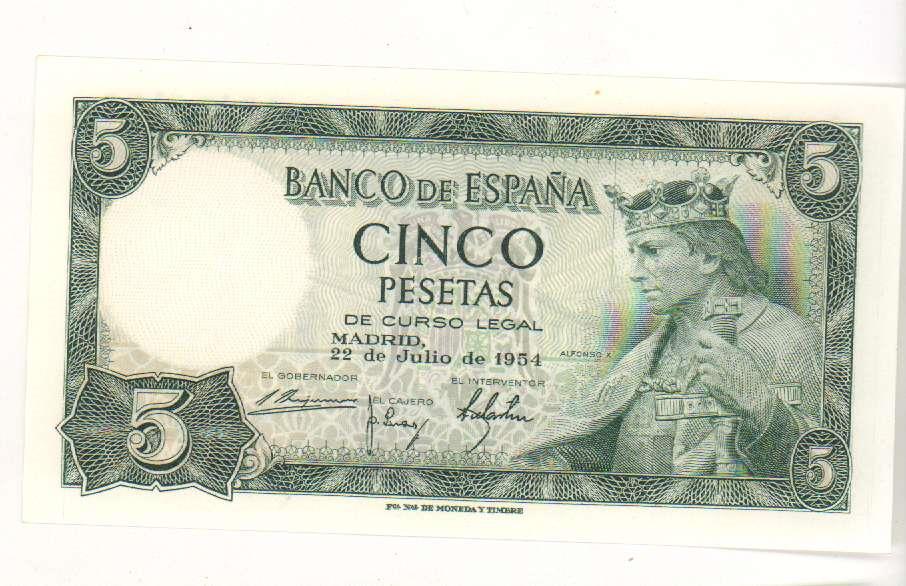 5
5
BANCO DE ESPAÑA
CINCO
PESETAS
DE CURSO LEGAL
MADRID,
22 de Julio de 1954
ALFONSO X
EL GOBERNADOR
EL INTERVENTOR
EL CAJERO
5
5
Fca. Nal. DE MONEDA Y TIMBRE